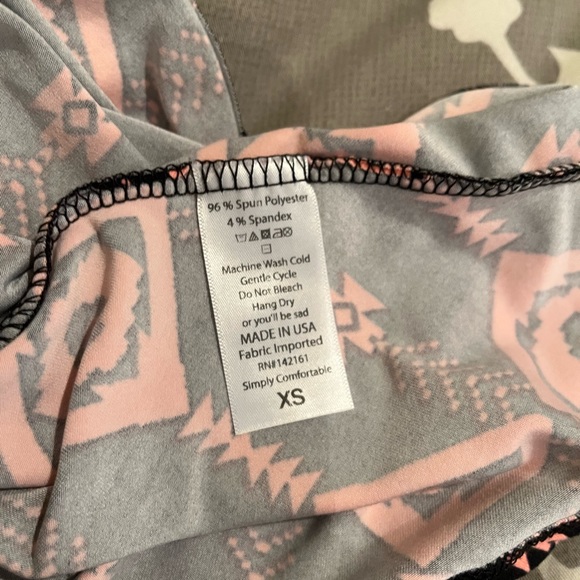 96 % Spun Polyester
4 % Spandex
Machine Wash Cold
Gentle Cycle
Do Not Bleach
Hang Dry
or you'll be sad
MADE IN USA
Fabric Imported
RN#142161
Simply Comfortable
XS